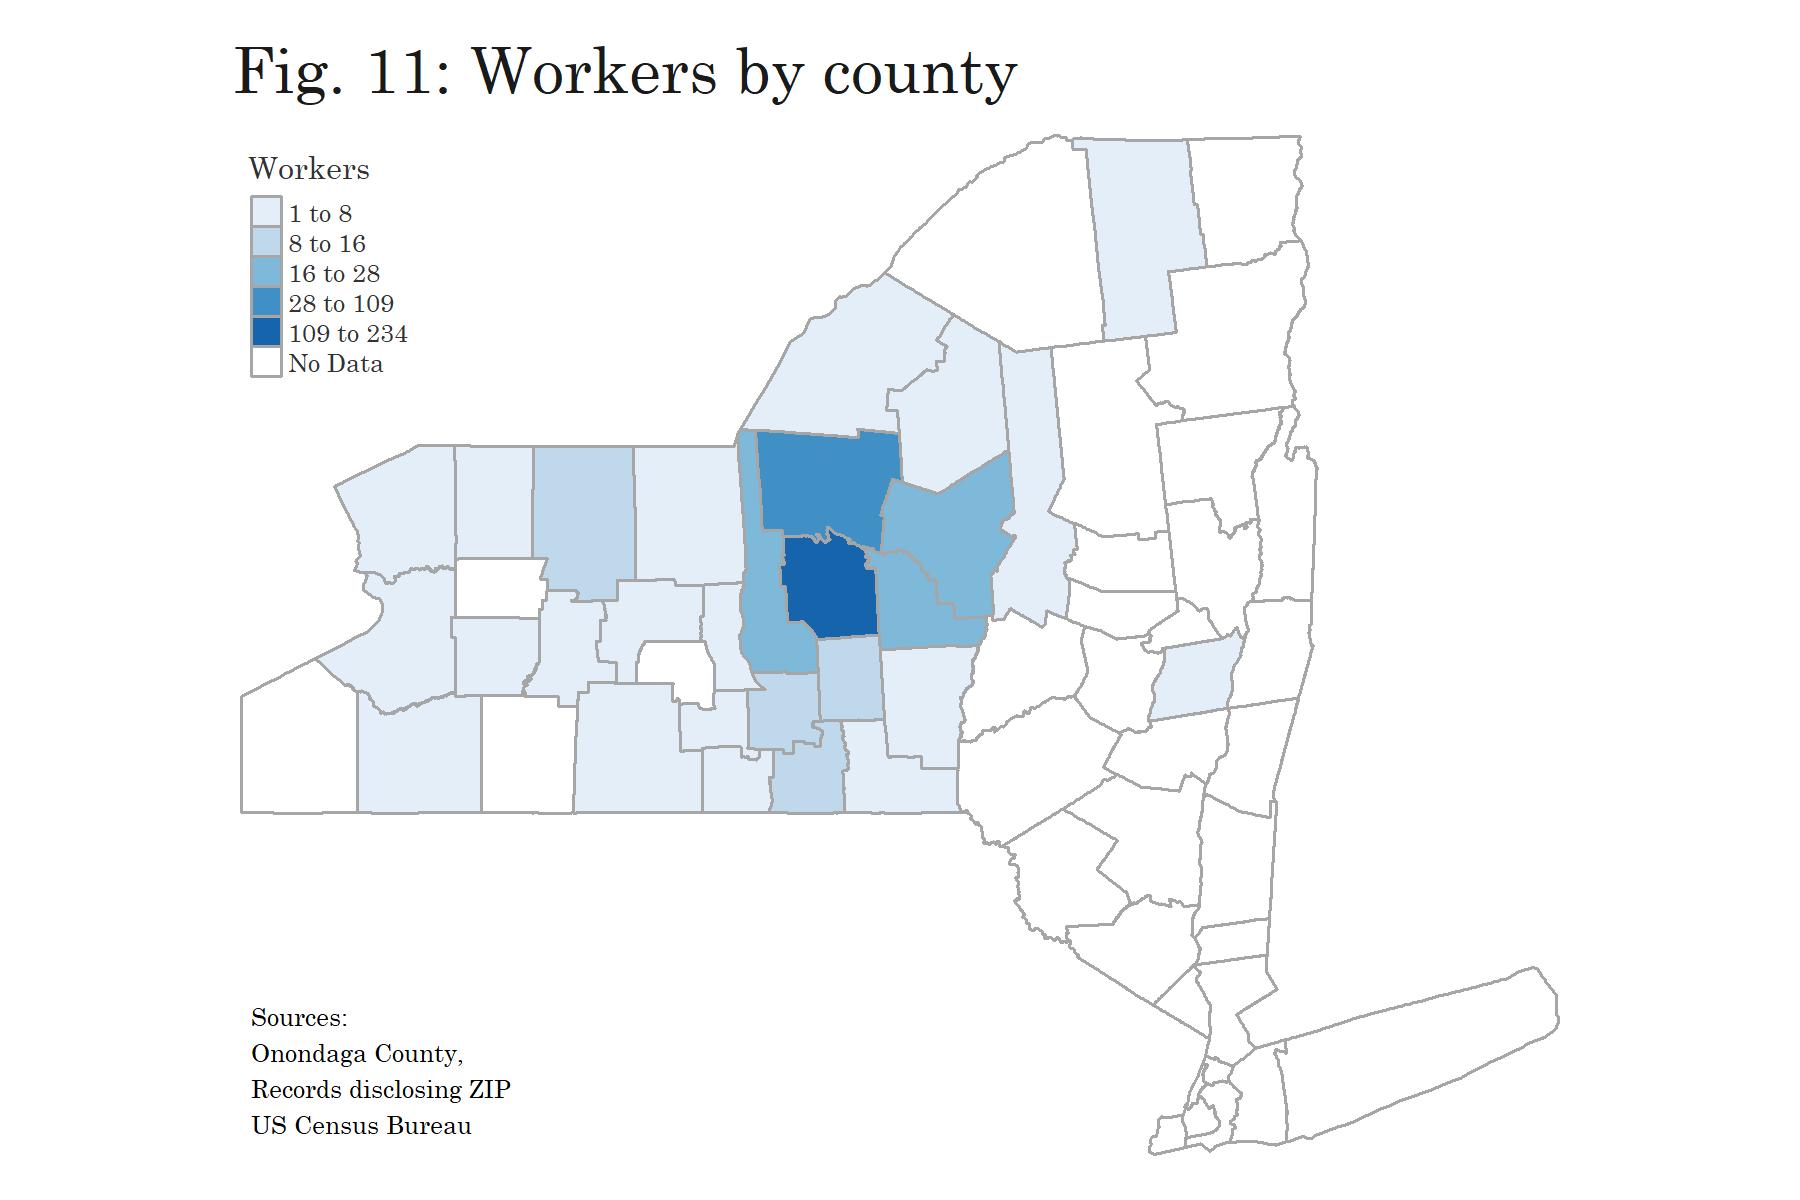 Fig. 11: Workers by county
Workers
1 to 8
8 to 16
16 to 28
28 to 109
109 to 234
No Data
Sources:
Onondaga County,
Records disclosing ZIP
US Census Bureau